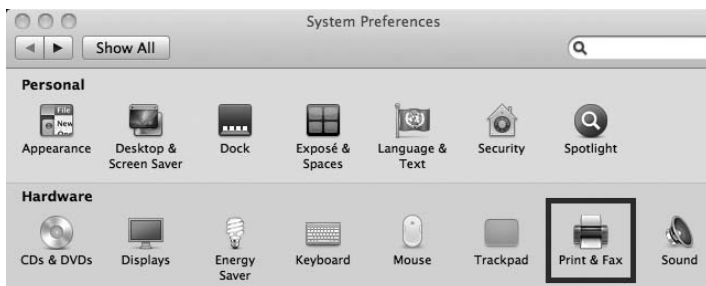 System Preferences
Show All
Personal
Appearance
Desktop &
Screen Saver
Dock
Exposé &
Spaces
Language &
Text
Security
Spotlight
Hardware
CDs & DVDs
Displays
Energy
Saver
Keyboard
Mouse
Trackpad
Print & Fax
Sound